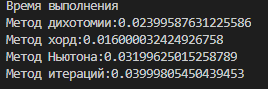 Время выполнения
Метод дихотомии:0.02399587631225586
Метод хорд:0.016000032424926758
Метод Ньютона:0.03199625015258789
Метод итераций:0.03999805450439453